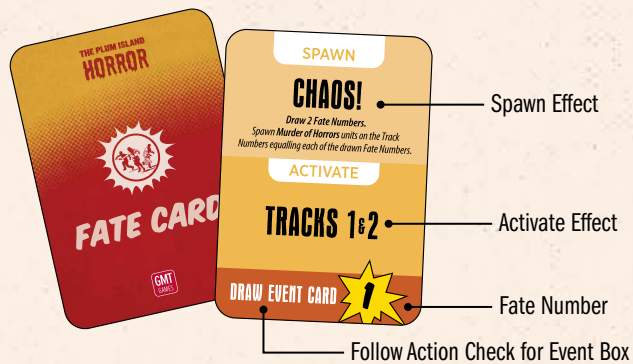 THE PLUM ISLAND
HORROR
FATE CARD
GMT
GAMES
SPAWN
CHAOS!
Draw 2 Fate Numbers.
Spawn Murder of Horrors units on the Track
Numbers equalling each of the drawn Fate Numbers.
ACTIVATE
TRACKS 1&2
DRAW EVENT CARD
1
Spawn Effect
Activate Effect
Fate Number
Follow Action Check for Event Box